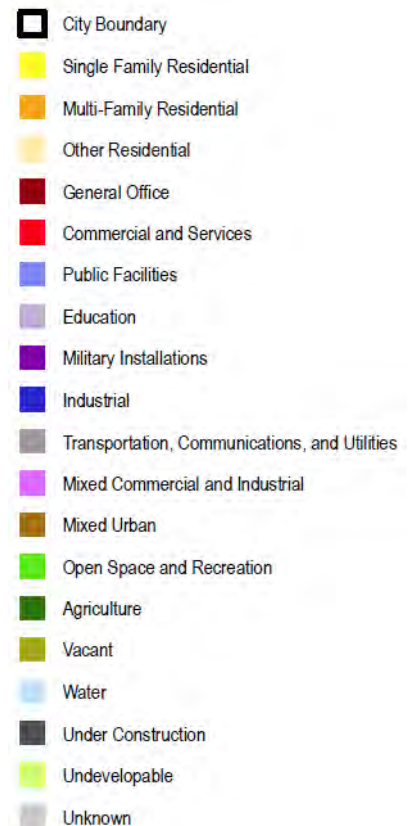 City Boundary
Single Family Residential
Multi-Family Residential
Other Residential
General Office
Commercial and Services
Public Facilities
Education
Military Installations
Industrial
Transportation, Communications, and Utilities
Mixed Commercial and Industrial
Mixed Urban
Open Space and Recreation
Agriculture
Vacant
Water
Under Construction
Undevelopable
Unknown